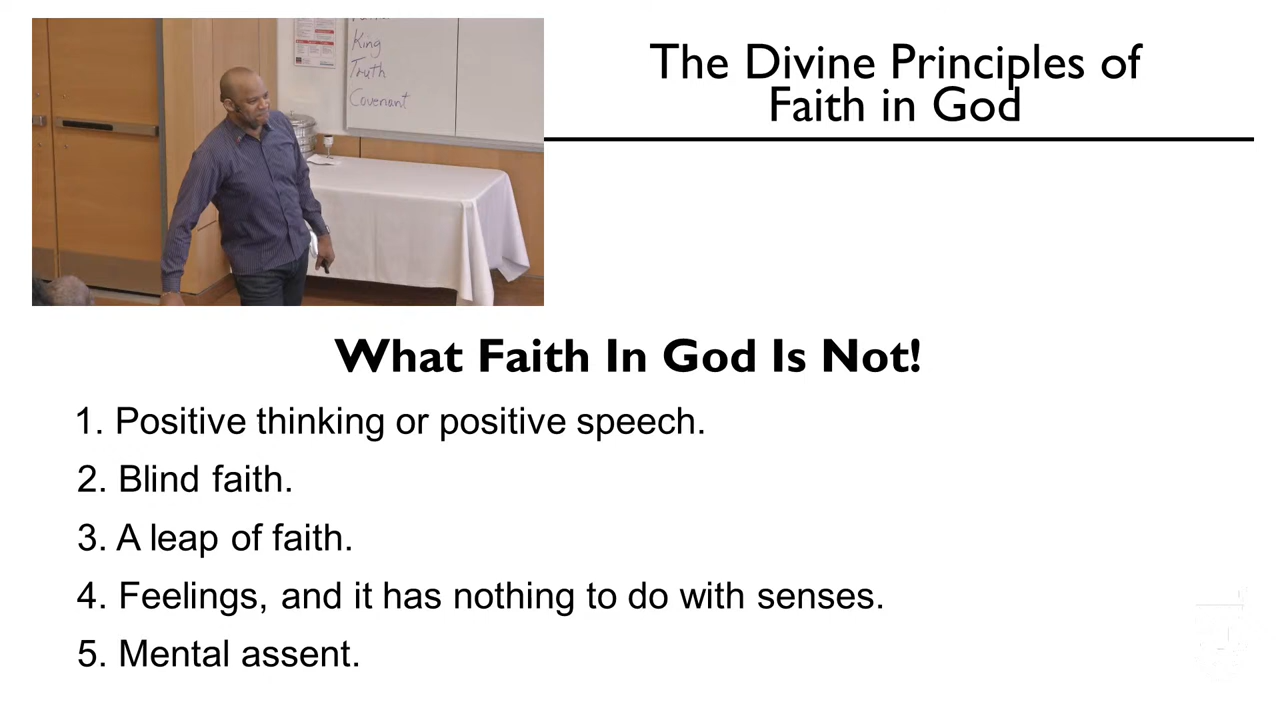 King
Truth
Covenant
The Divine Principles of
Faith in God
What Faith In God Is Not!
1. Positive thinking or positive speech.
2. Blind faith.
3. A leap of faith.
4. Feelings, and it has nothing to do with senses.
5. Mental assent.